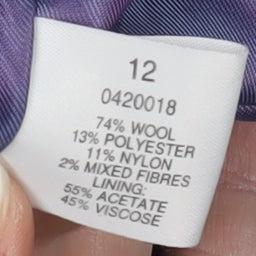 12
0420018
74% WOOL
13% POLYESTER
11% NYLON
2% MIXED FIBRES
LINING:
55% ACETATE
45% VISCOSE